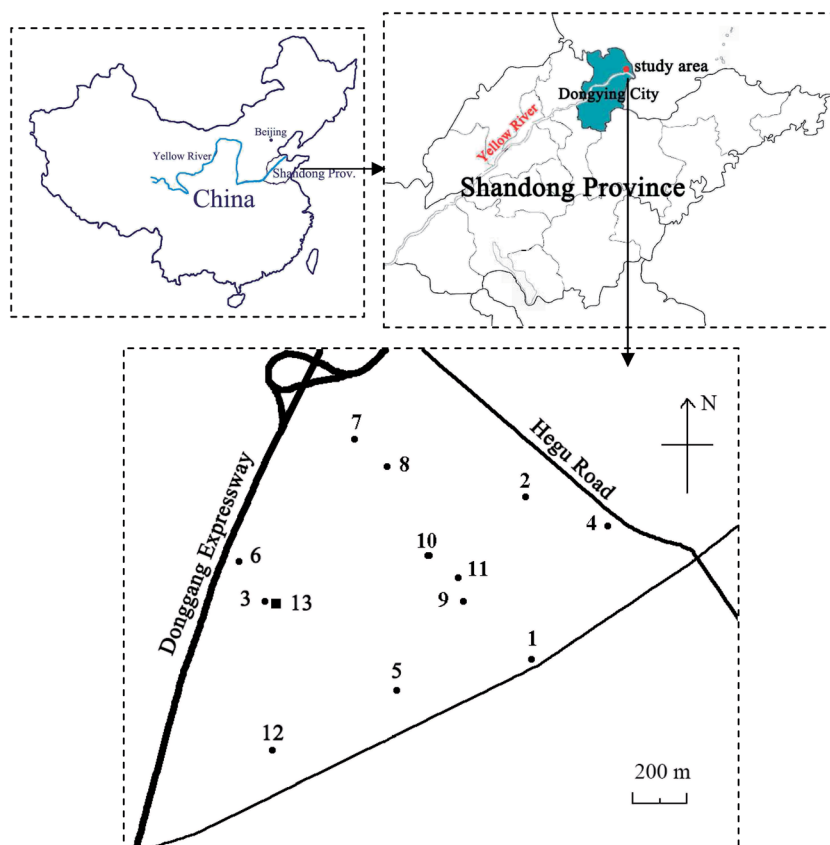 Beijing
Yellow River
Shandong Prov.
China
study area
Dongying City
Yellow River
Shandong Province
N
Donggang Expressway
Hegu Road
7
8
2
4
10
6
11
3
13
9
1
5
12
200 m